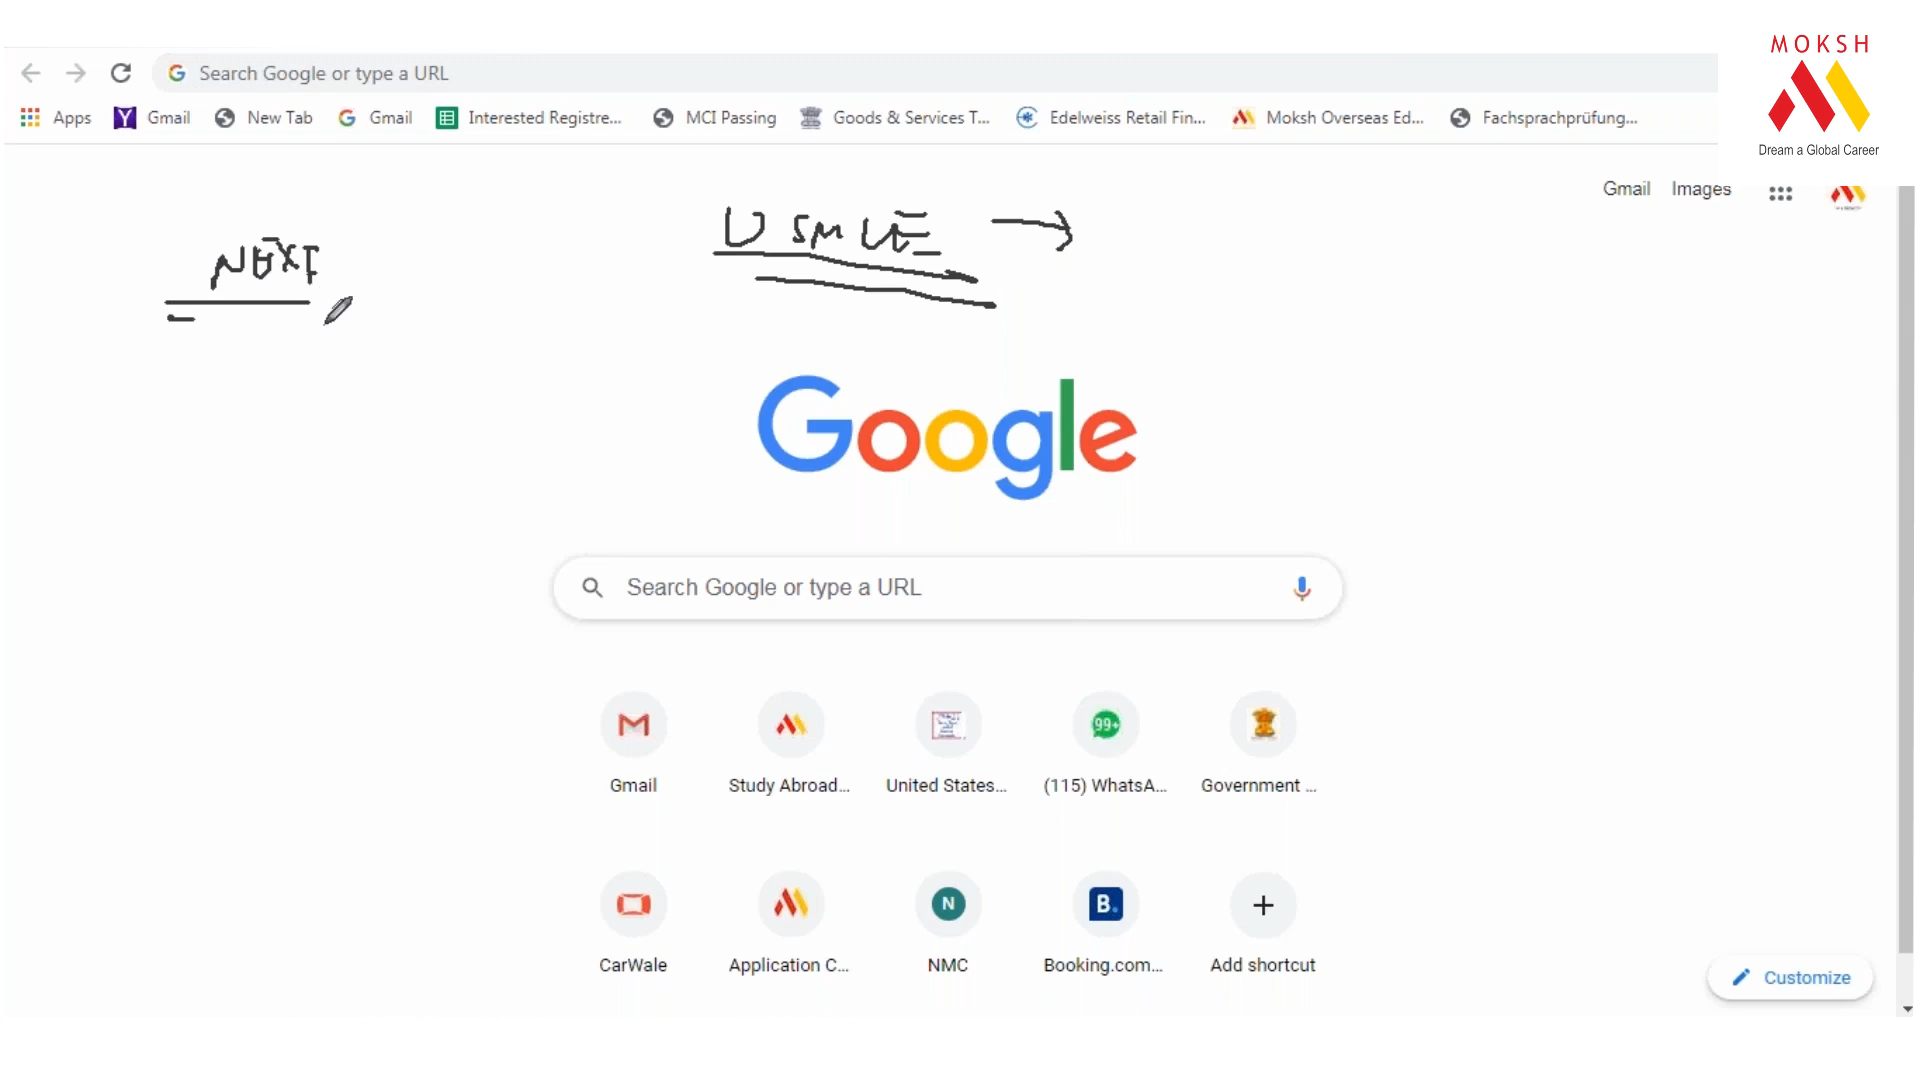 MOKSH
Dream a Global Career
Search Google or type a URL
Apps Gmail New Tab Gmail Interested Registre... MCI Passing Goods & Services T... Edelweiss Retail Fin... Moksh Overseas Ed... Fachsprachprüfung...
Gmail Images
USMLE →
NEXT
Google
Search Google or type a URL
99+
Gmail Study Abroad... United States... (115) WhatsA... Government ...
N B.
CarWale Application C... NMC Booking.com... Add shortcut
Customize